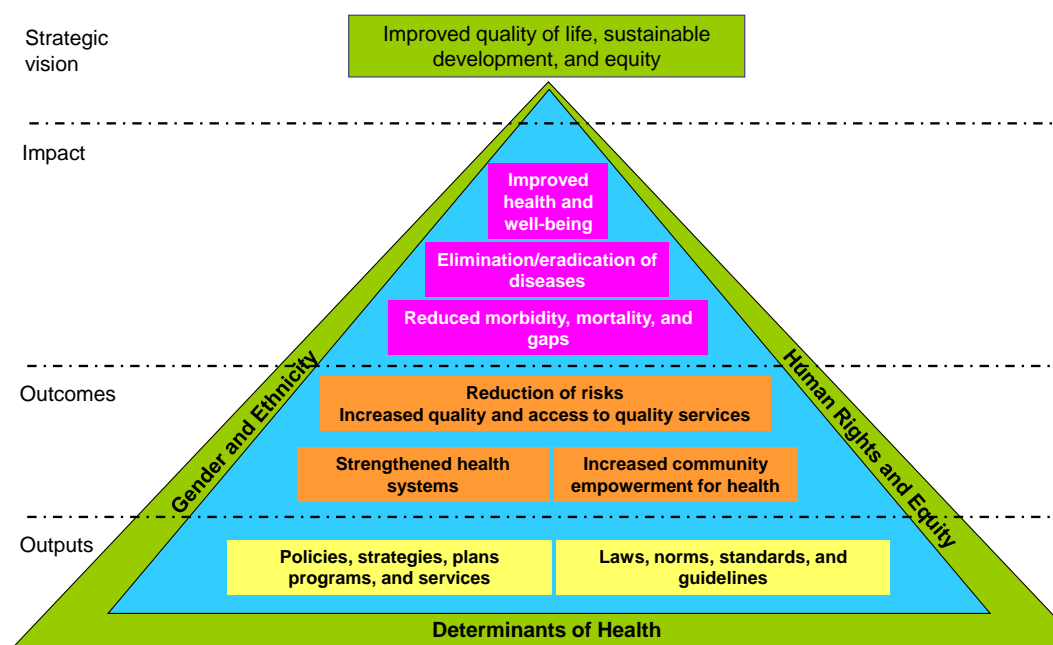 Strategic
vision
Improved quality of life, sustainable
development, and equity
Impact
Improved
health and
well-being
Elimination/eradication of
diseases
Reduced morbidity, mortality, and
gaps
Gender and Ethnicity
Human Rights and Equity
Outcomes
Reduction of risks
Increased quality and access to quality services
Strengthened health
systems
Increased community
empowerment for health
Outputs
Policies, strategies, plans
programs, and services
Laws, norms, standards, and
guidelines
Determinants of Health